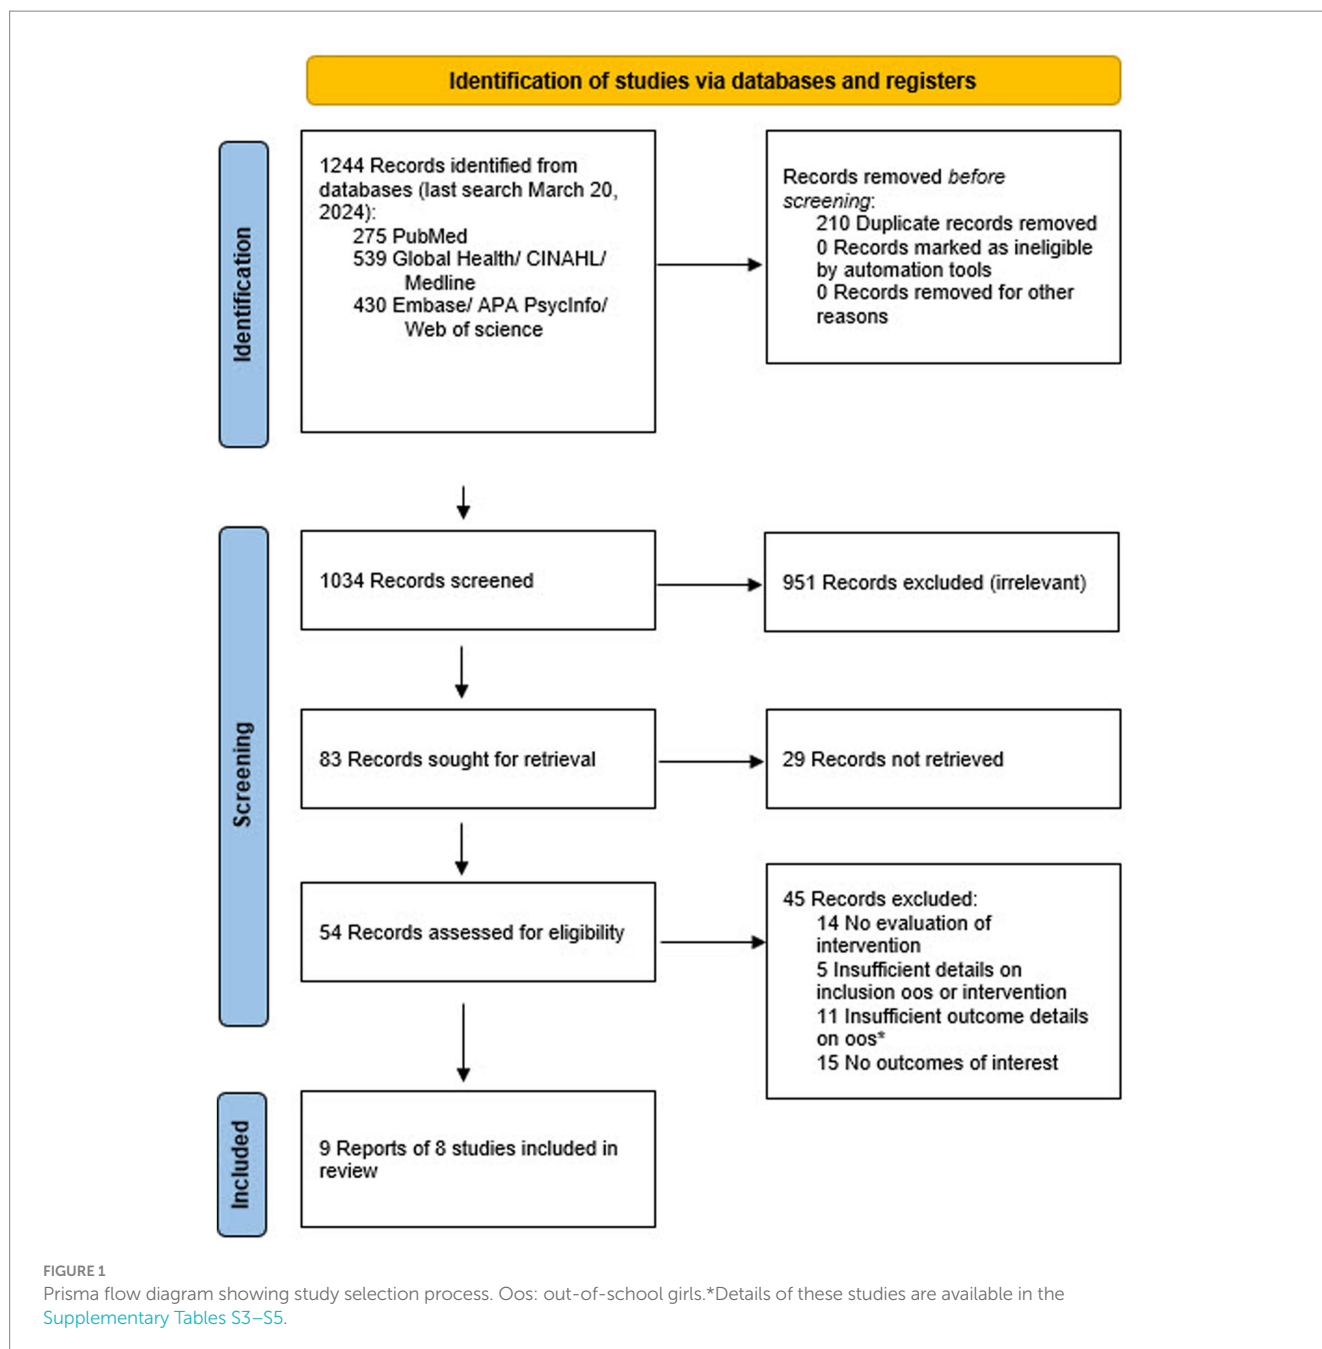 Identification of studies via databases and registers
Identification
1244 Records identified from
databases (last search March 20,
2024):
275 PubMed
539 Global Health/ CINAHL/
Medline
430 Embase/ APA PsycInfo/
Web of science
Records removed before
screening:
210 Duplicate records removed
0 Records marked as ineligible
by automation tools
0 Records removed for other
reasons
Screening
1034 Records screened
951 Records excluded (irrelevant)
83 Records sought for retrieval
29 Records not retrieved
54 Records assessed for eligibility
45 Records excluded:
14 No evaluation of
intervention
5 Insufficient details on
inclusion oos or intervention
11 Insufficient outcome details
on oos*
15 No outcomes of interest
Included
9 Reports of 8 studies included in
review
FIGURE 1
Prisma flow diagram showing study selection process. Oos: out-of-school girls.*Details of these studies are available in the
Supplementary Tables S3–S5.